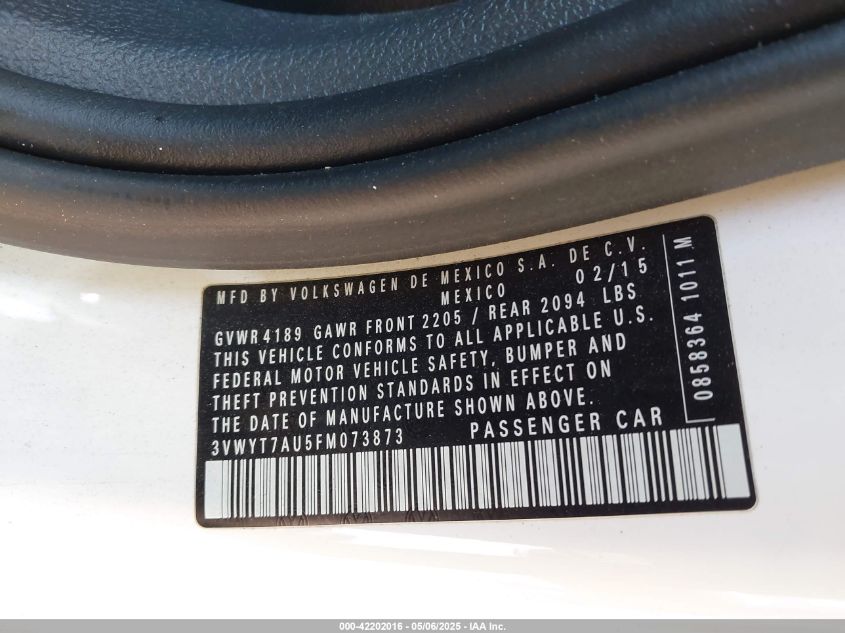 MFD BY VOLKSWAGEN DE MEXICO S.A. DE C.V.
MEXICO 02/15
GVWR 4189 GAWR FRONT 2205 / REAR 2094 LBS
THIS VEHICLE CONFORMS TO ALL APPLICABLE U.S.
FEDERAL MOTOR VEHICLE SAFETY, BUMPER AND
THEFT PREVENTION STANDARDS IN EFFECT ON
THE DATE OF MANUFACTURE SHOWN ABOVE.
3VWYT7AU5FM073873 PASSENGER CAR
0858364 1011 M
000-42202016 - 05/06/2025 - IAA Inc.